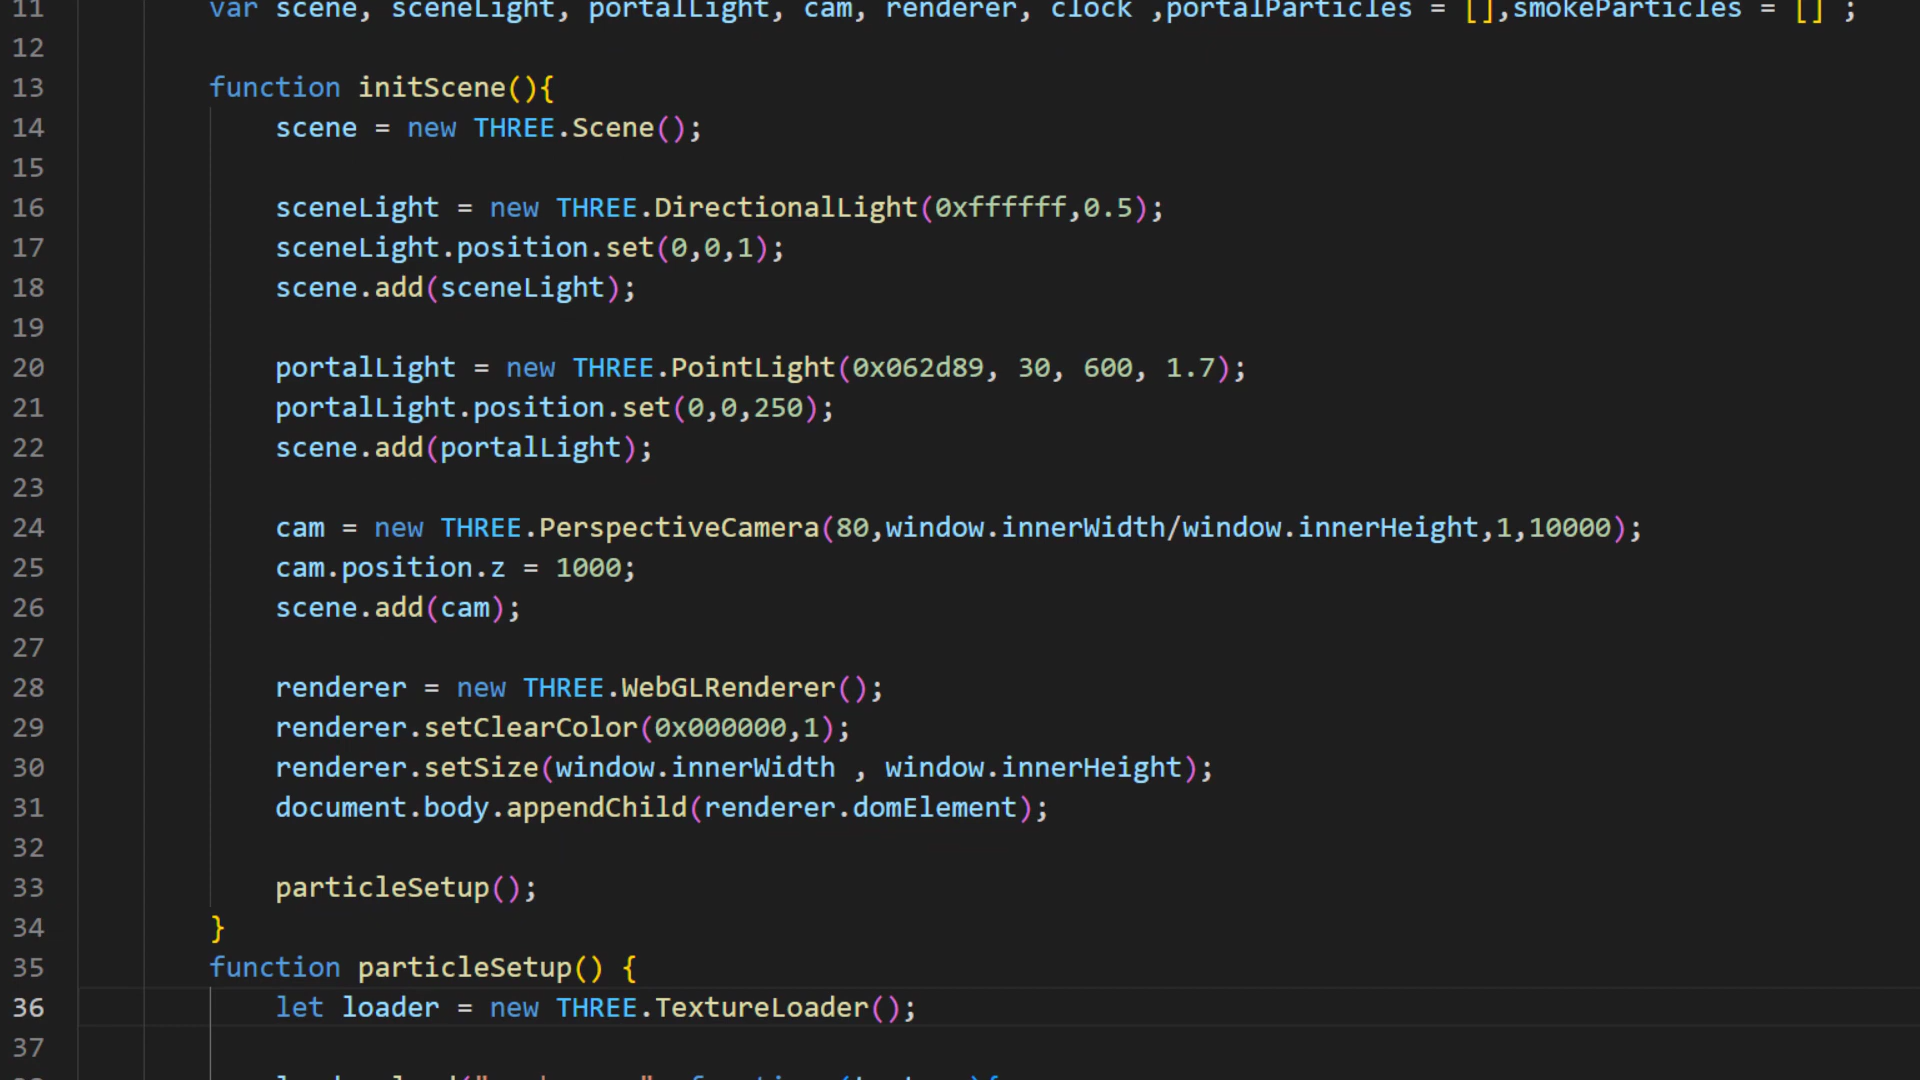 11 var scene, sceneLight, portalLight, cam, renderer, clock ,portalParticles = [],smokeParticles = [] ;
12
13 function initScene(){
14 scene = new THREE.Scene();
15
16 sceneLight = new THREE.DirectionalLight(0xffffff,0.5);
17 sceneLight.position.set(0,0,1);
18 scene.add(sceneLight);
19
20 portalLight = new THREE.PointLight(0x062d89, 30, 600, 1.7);
21 portalLight.position.set(0,0,250);
22 scene.add(portalLight);
23
24 cam = new THREE.PerspectiveCamera(80,window.innerWidth/window.innerHeight,1,10000);
25 cam.position.z = 1000;
26 scene.add(cam);
27
28 renderer = new THREE.WebGLRenderer();
29 renderer.setClearColor(0x000000,1);
30 renderer.setSize(window.innerWidth , window.innerHeight);
31 document.body.appendChild(renderer.domElement);
32
33 particleSetup();
34 }
35 function particleSetup() {
36 let loader = new THREE.TextureLoader();
37